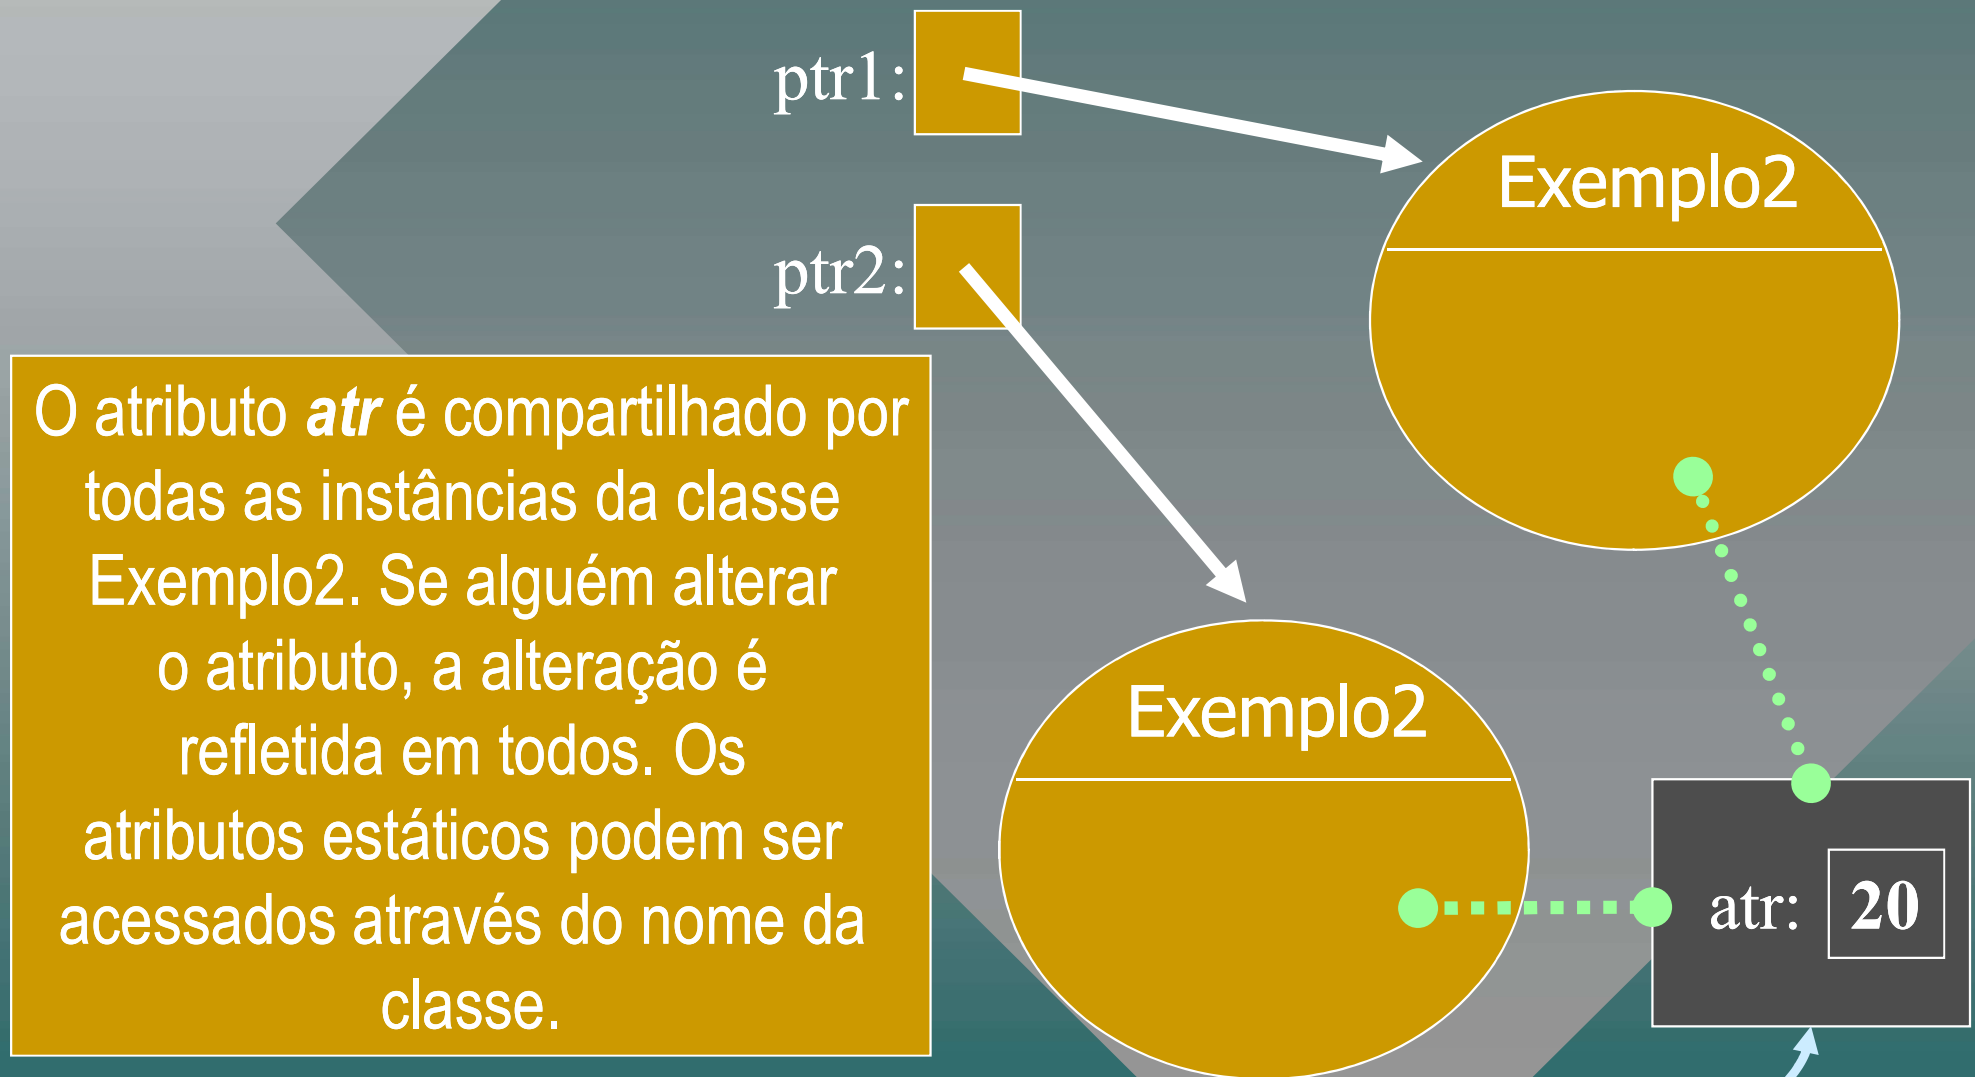 ptr1:
Exemplo2
ptr2:
O atributo atr é compartilhado por
todas as instâncias da classe
Exemplo2. Se alguém alterar
o atributo, a alteração é
refletida em todos. Os
atributos estáticos podem ser
acessados através do nome da
classe.
Exemplo2
atr: 20